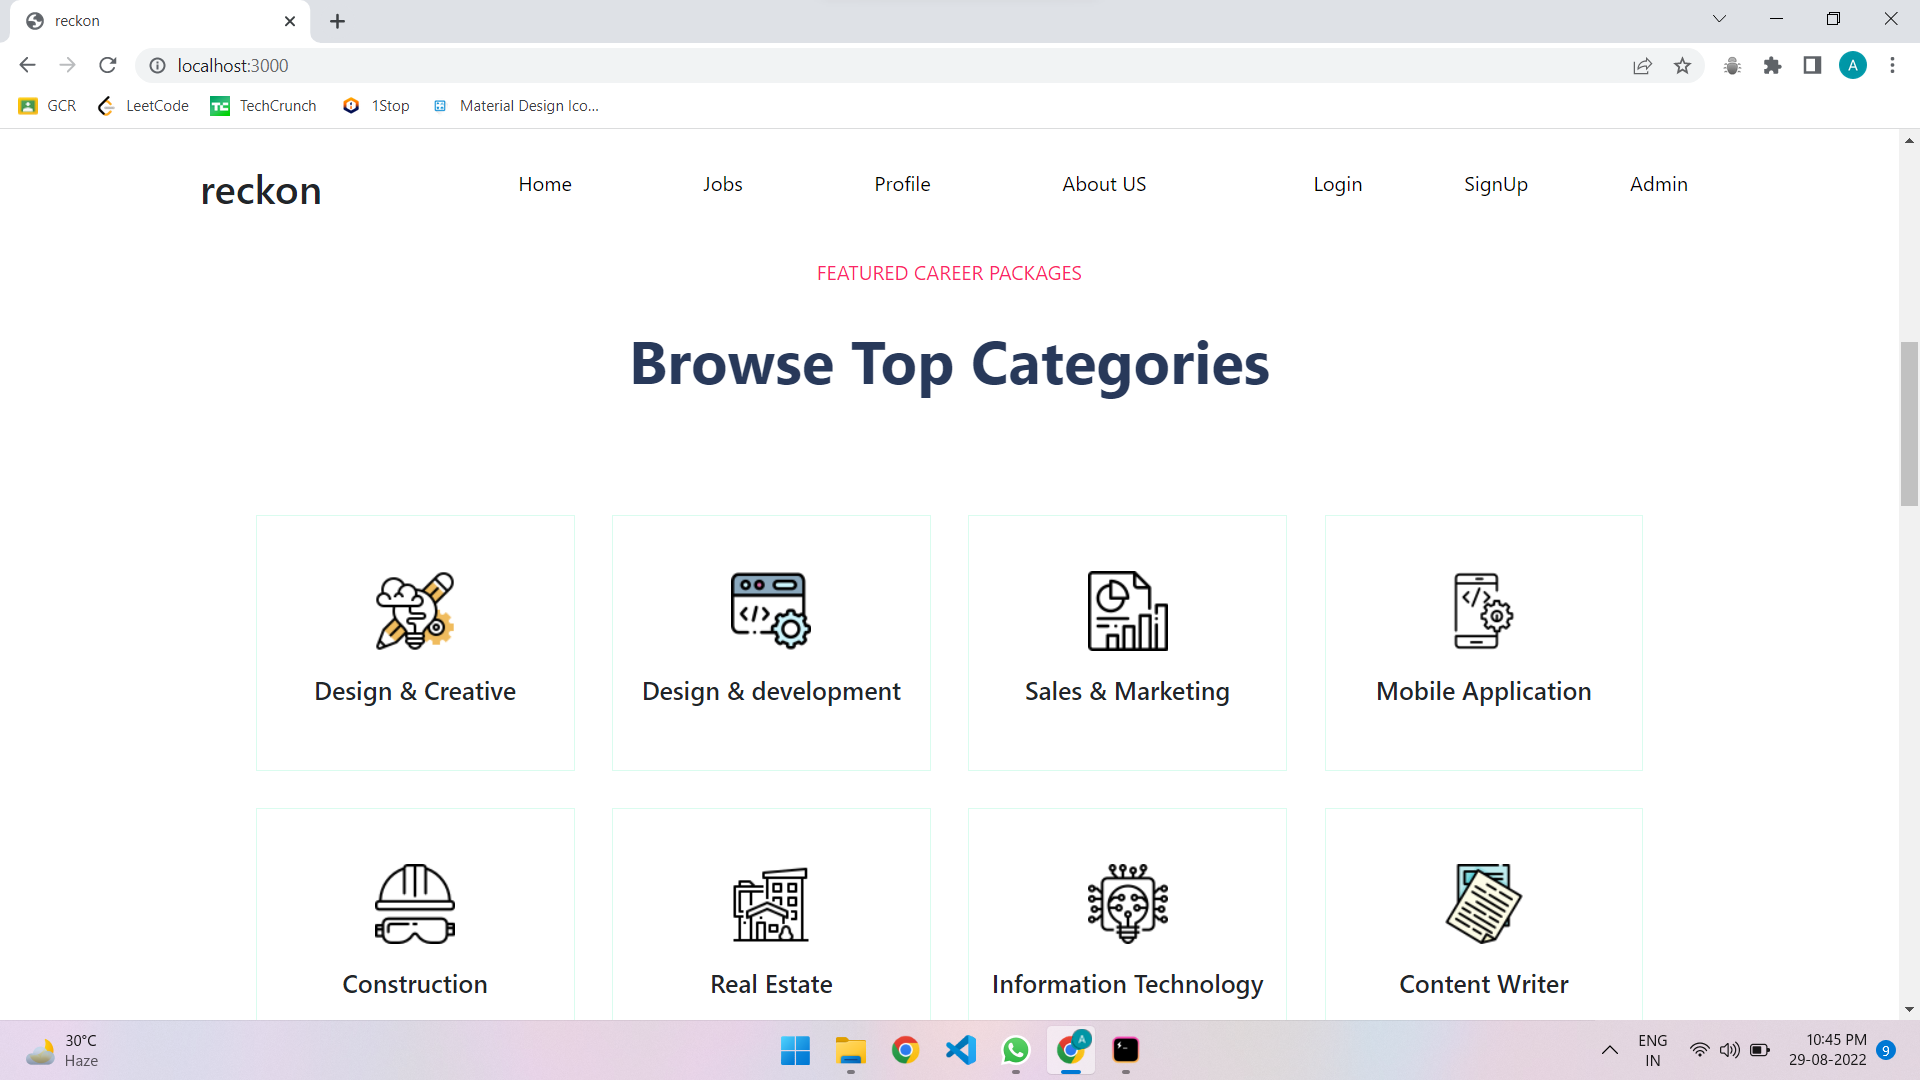 reckon
localhost:3000
GCR LeetCode TechCrunch 1Stop Material Design Ico...
reckon Home Jobs Profile About US Login SignUp Admin
FEATURED CAREER PACKAGES
Browse Top Categories
Design & Creative Design & development Sales & Marketing Mobile Application
Construction Real Estate Information Technology Content Writer
30°C
Haze
ENG
IN
10:45 PM
29-08-2022
9
A
A
TC